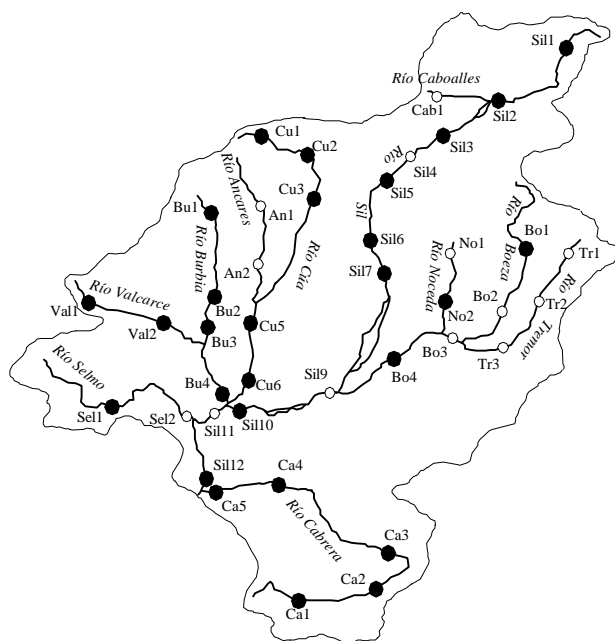 Sil1
Río Caboalles
Cab1
Sil2
Cu1
Sil3
Río
Cu2
Sil4
Río Ancares
Cu3
Sil5
Río
Bu1
An1
Sil
Bo1
Río Burbia
Río Cúa
Sil6
No1
Boeza
Tr1
Río Noceda
An2
Sil7
Río
Río Valcarce
Bu2
No2
Bo2
Tr2
Val1
Val2
Bu3
Cu5
Tremor
Bo3
Tr3
Río Selmo
Bu4
Cu6
Sil9
Bo4
Sel1
Sel2
Sil11
Sil10
Sil12
Ca4
Ca5
Río Cabrera
Ca3
Ca2
Ca1